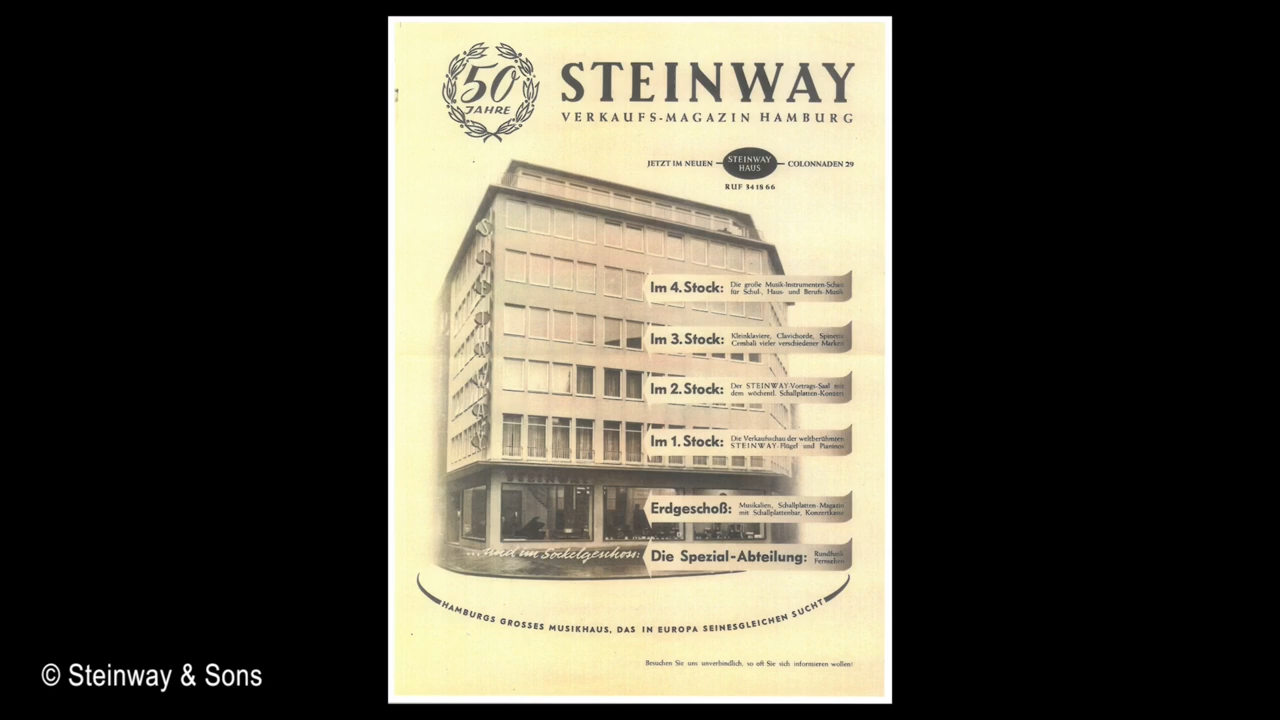 50
JAHRE
STEINWAY
VERKAUFS-MAGAZIN HAMBURG
JETZT IM NEUEN STEINWAY HAUS COLONNADEN 29
RUF 34 18 66
STEINWAY
Im 4. Stock: Die große Musik-Instrumenten-Schau
für Schul-, Haus- und Berufs-Musik
Im 3. Stock: Kleinklaviere, Clavichorde, Spinette
Cembali vieler verschiedener Marken
Im 2. Stock: Der STEINWAY-Vortrags-Saal mit
dem wöchentl. Schallplatten-Konzert
Im 1. Stock: Die Verkaufsschau der weltberühmten
STEINWAY-Flügel und Pianinos
STEINWAY
Erdgeschoß: Musikalien, Schallplatten-Magazin
mit Schallplattenbar, Konzertkasse
... und im Sockelgeschoss: Die Spezial-Abteilung: Rundfunk
Fernsehen
HAMBURGS GROSSES MUSIKHAUS, DAS IN EUROPA SEINESGLEICHEN SUCHT
Besuchen Sie uns unverbindlich, so oft Sie sich informieren wollen!
© Steinway & Sons